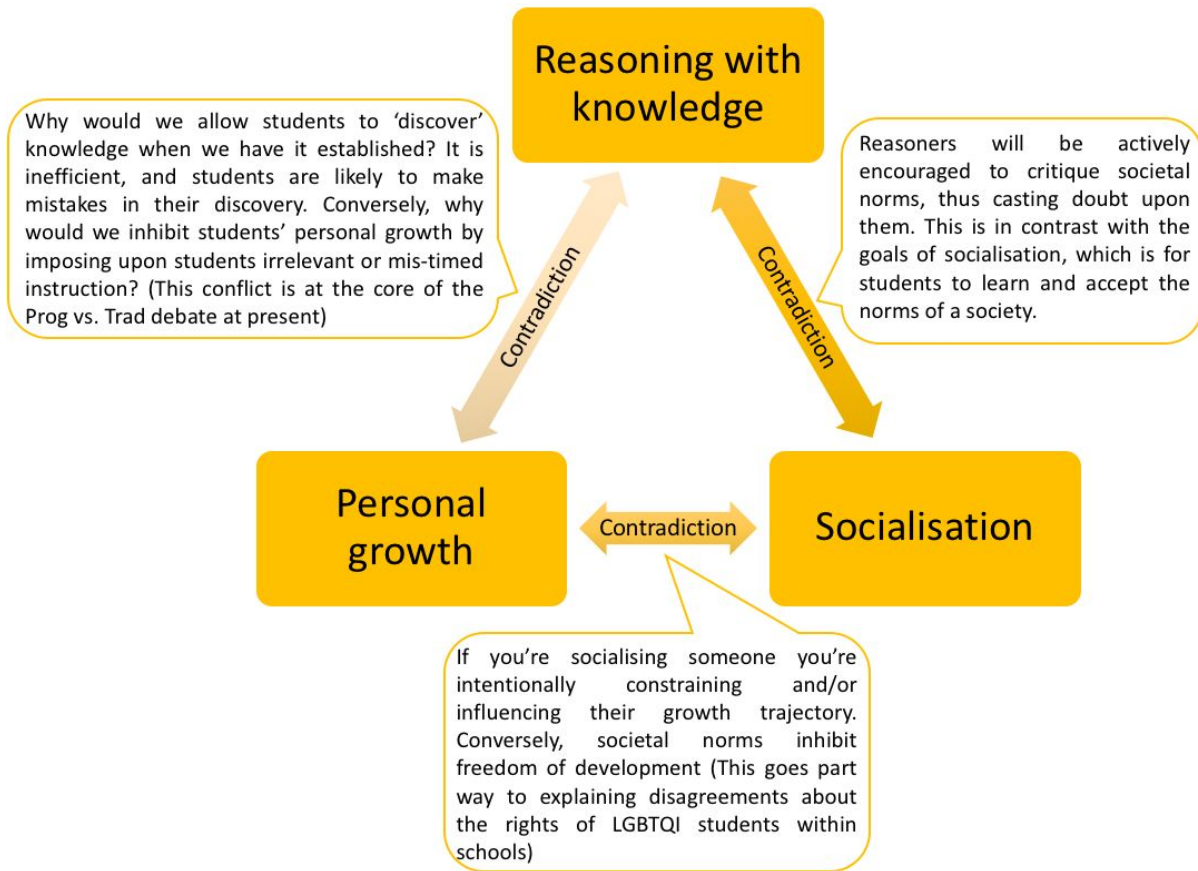 Reasoning with
knowledge
Why would we allow students to ‘discover’
knowledge when we have it established? It is
inefficient, and students are likely to make
mistakes in their discovery. Conversely, why
would we inhibit students’ personal growth by
imposing upon students irrelevant or mis-timed
instruction? (This conflict is at the core of the
Prog vs. Trad debate at present)
Reasoners will be actively
encouraged to critique societal
norms, thus casting doubt upon
them. This is in contrast with the
goals of socialisation, which is for
students to learn and accept the
norms of a society.
Contradiction
Contradiction
Personal
growth
Contradiction
Socialisation
If you’re socialising someone you’re
intentionally constraining and/or
influencing their growth trajectory.
Conversely, societal norms inhibit
freedom of development (This goes part
way to explaining disagreements about
the rights of LGBTQI students within
schools)